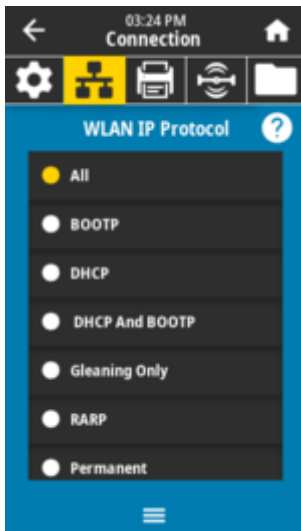 03:24 PM
Connection
WLAN IP Protocol
?
All
BOOTP
DHCP
DHCP And BOOTP
Gleaning Only
RARP
Permanent